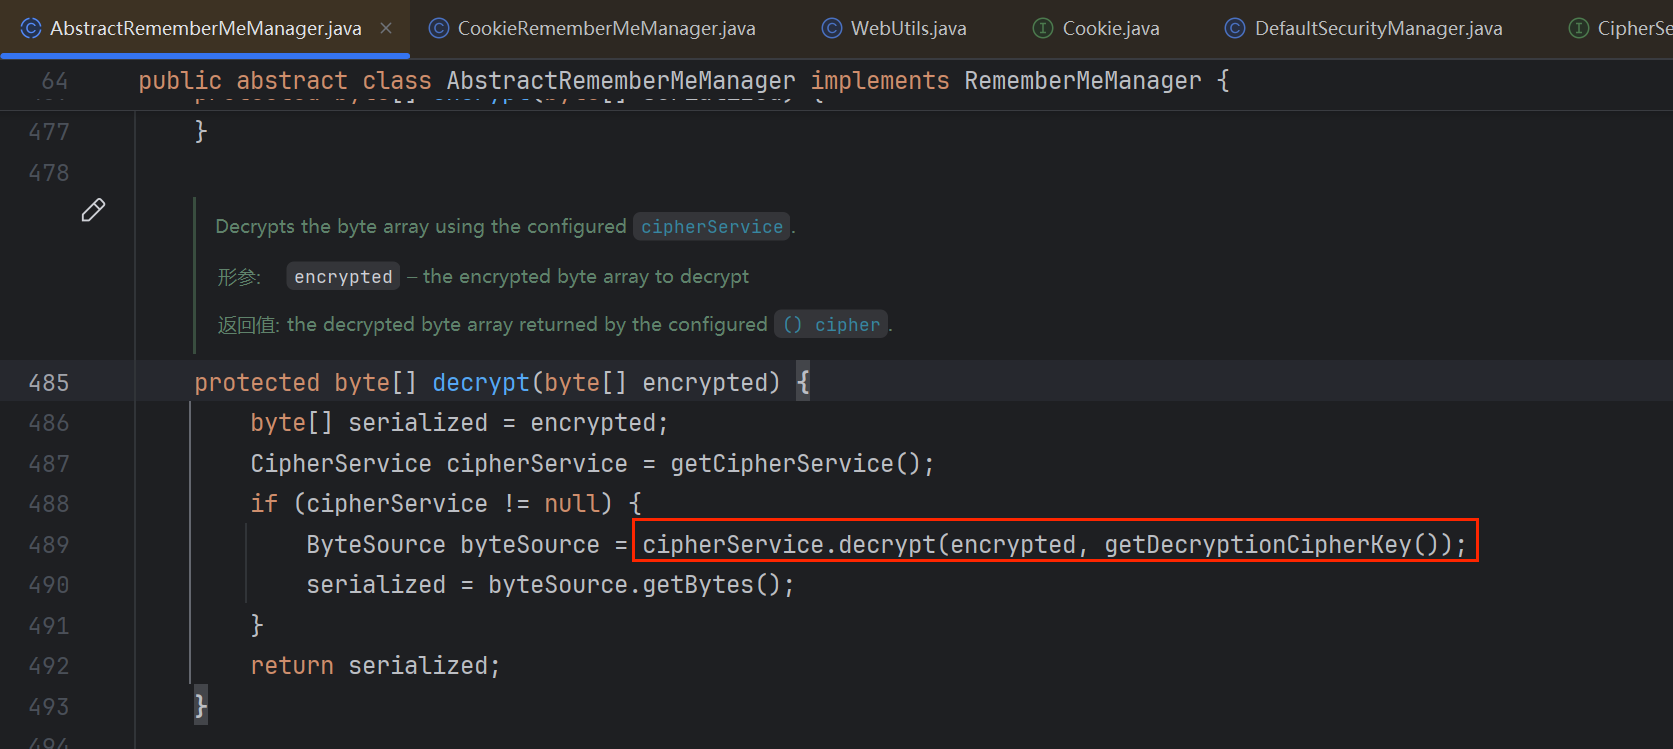 AbstractRememberMeManager.java × CookieRememberMeManager.java WebUtils.java Cookie.java DefaultSecurityManager.java CipherSe
64 public abstract class AbstractRememberMeManager implements RememberMeManager {
477 }
478
Decrypts the byte array using the configured cipherService.
形参: encrypted – the encrypted byte array to decrypt
返回值: the decrypted byte array returned by the configured () cipher.
485 protected byte[] decrypt(byte[] encrypted) {
486 byte[] serialized = encrypted;
487 CipherService cipherService = getCipherService();
488 if (cipherService != null) {
489 ByteSource byteSource = cipherService.decrypt(encrypted, getDecryptionCipherKey());
490 serialized = byteSource.getBytes();
491 }
492 return serialized;
493 }